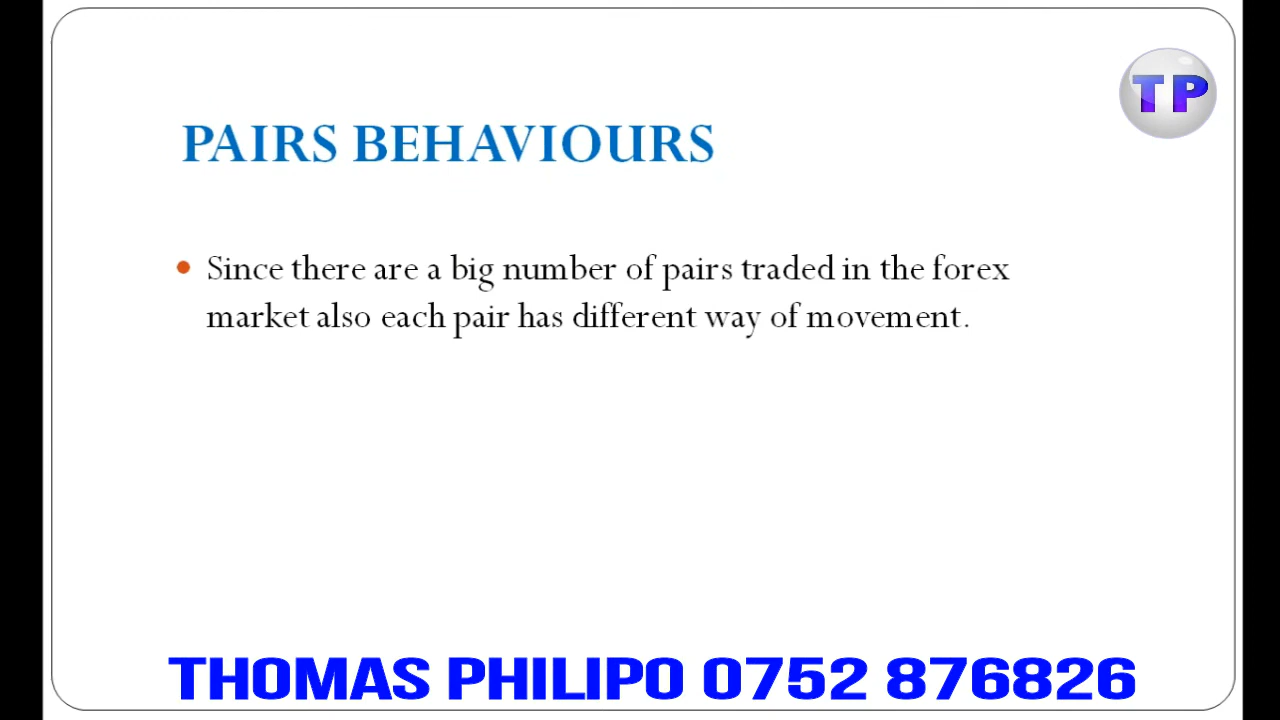 TP
PAIRS BEHAVIOURS
• Since there are a big number of pairs traded in the forex
market also each pair has different way of movement.
THOMAS PHILIPO 0752 876826